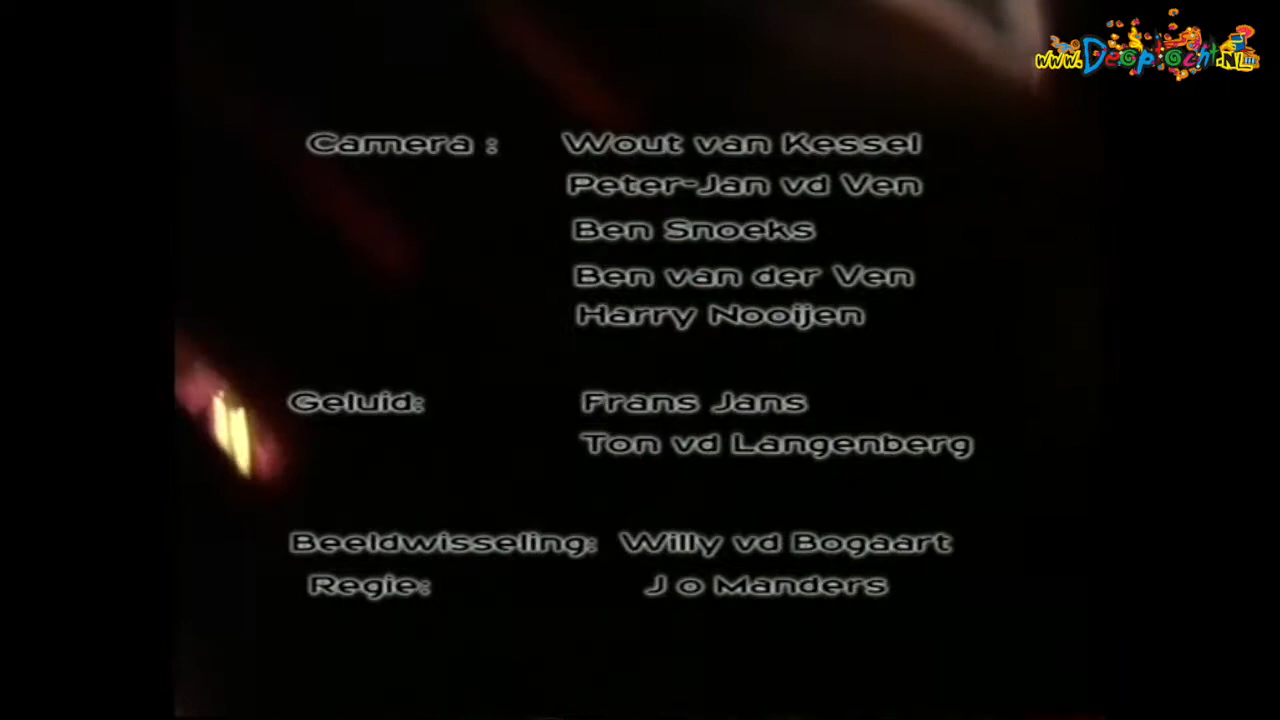 www.Deoptocht.NL
Camera : Wout van Kessel
Peter-Jan vd Ven
Ben Snoeks
Ben van der Ven
Harry Nooijen
Geluid: Frans Jans
Ton vd Langenberg
Beeldwisseling: Willy vd Bogaart
Regie: J o Manders